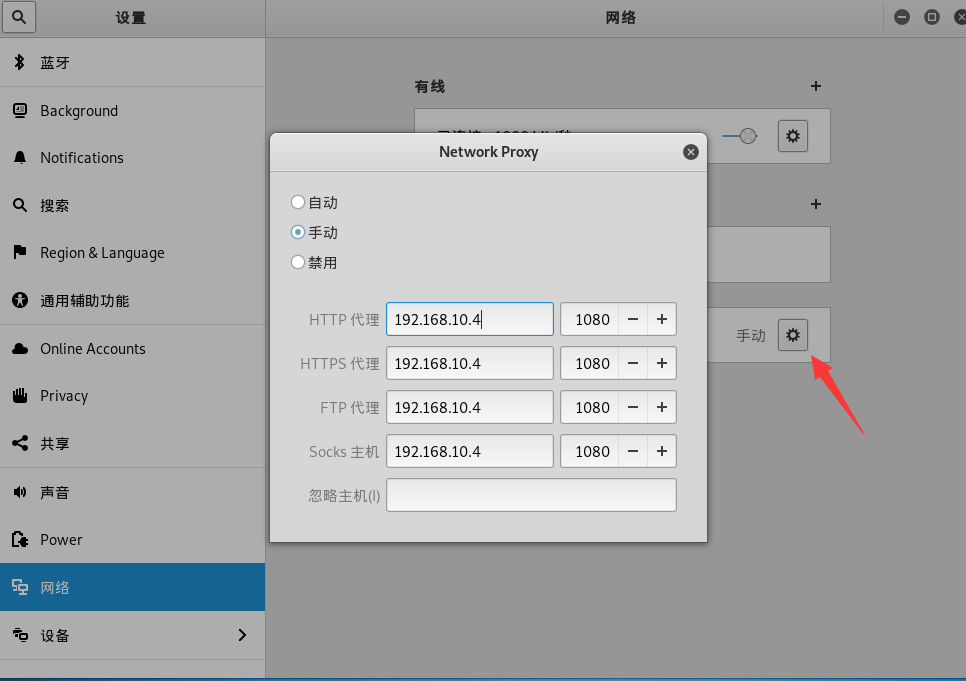 设置
网络
蓝牙
Background
Notifications
搜索
Region & Language
通用辅助功能
Online Accounts
Privacy
共享
声音
Power
网络
设备
有线
手动
Network Proxy
自动
手动
禁用
HTTP 代理 192.168.10.4 1080
HTTPS 代理 192.168.10.4 1080
FTP 代理 192.168.10.4 1080
Socks 主机 192.168.10.4 1080
忽略主机(I)